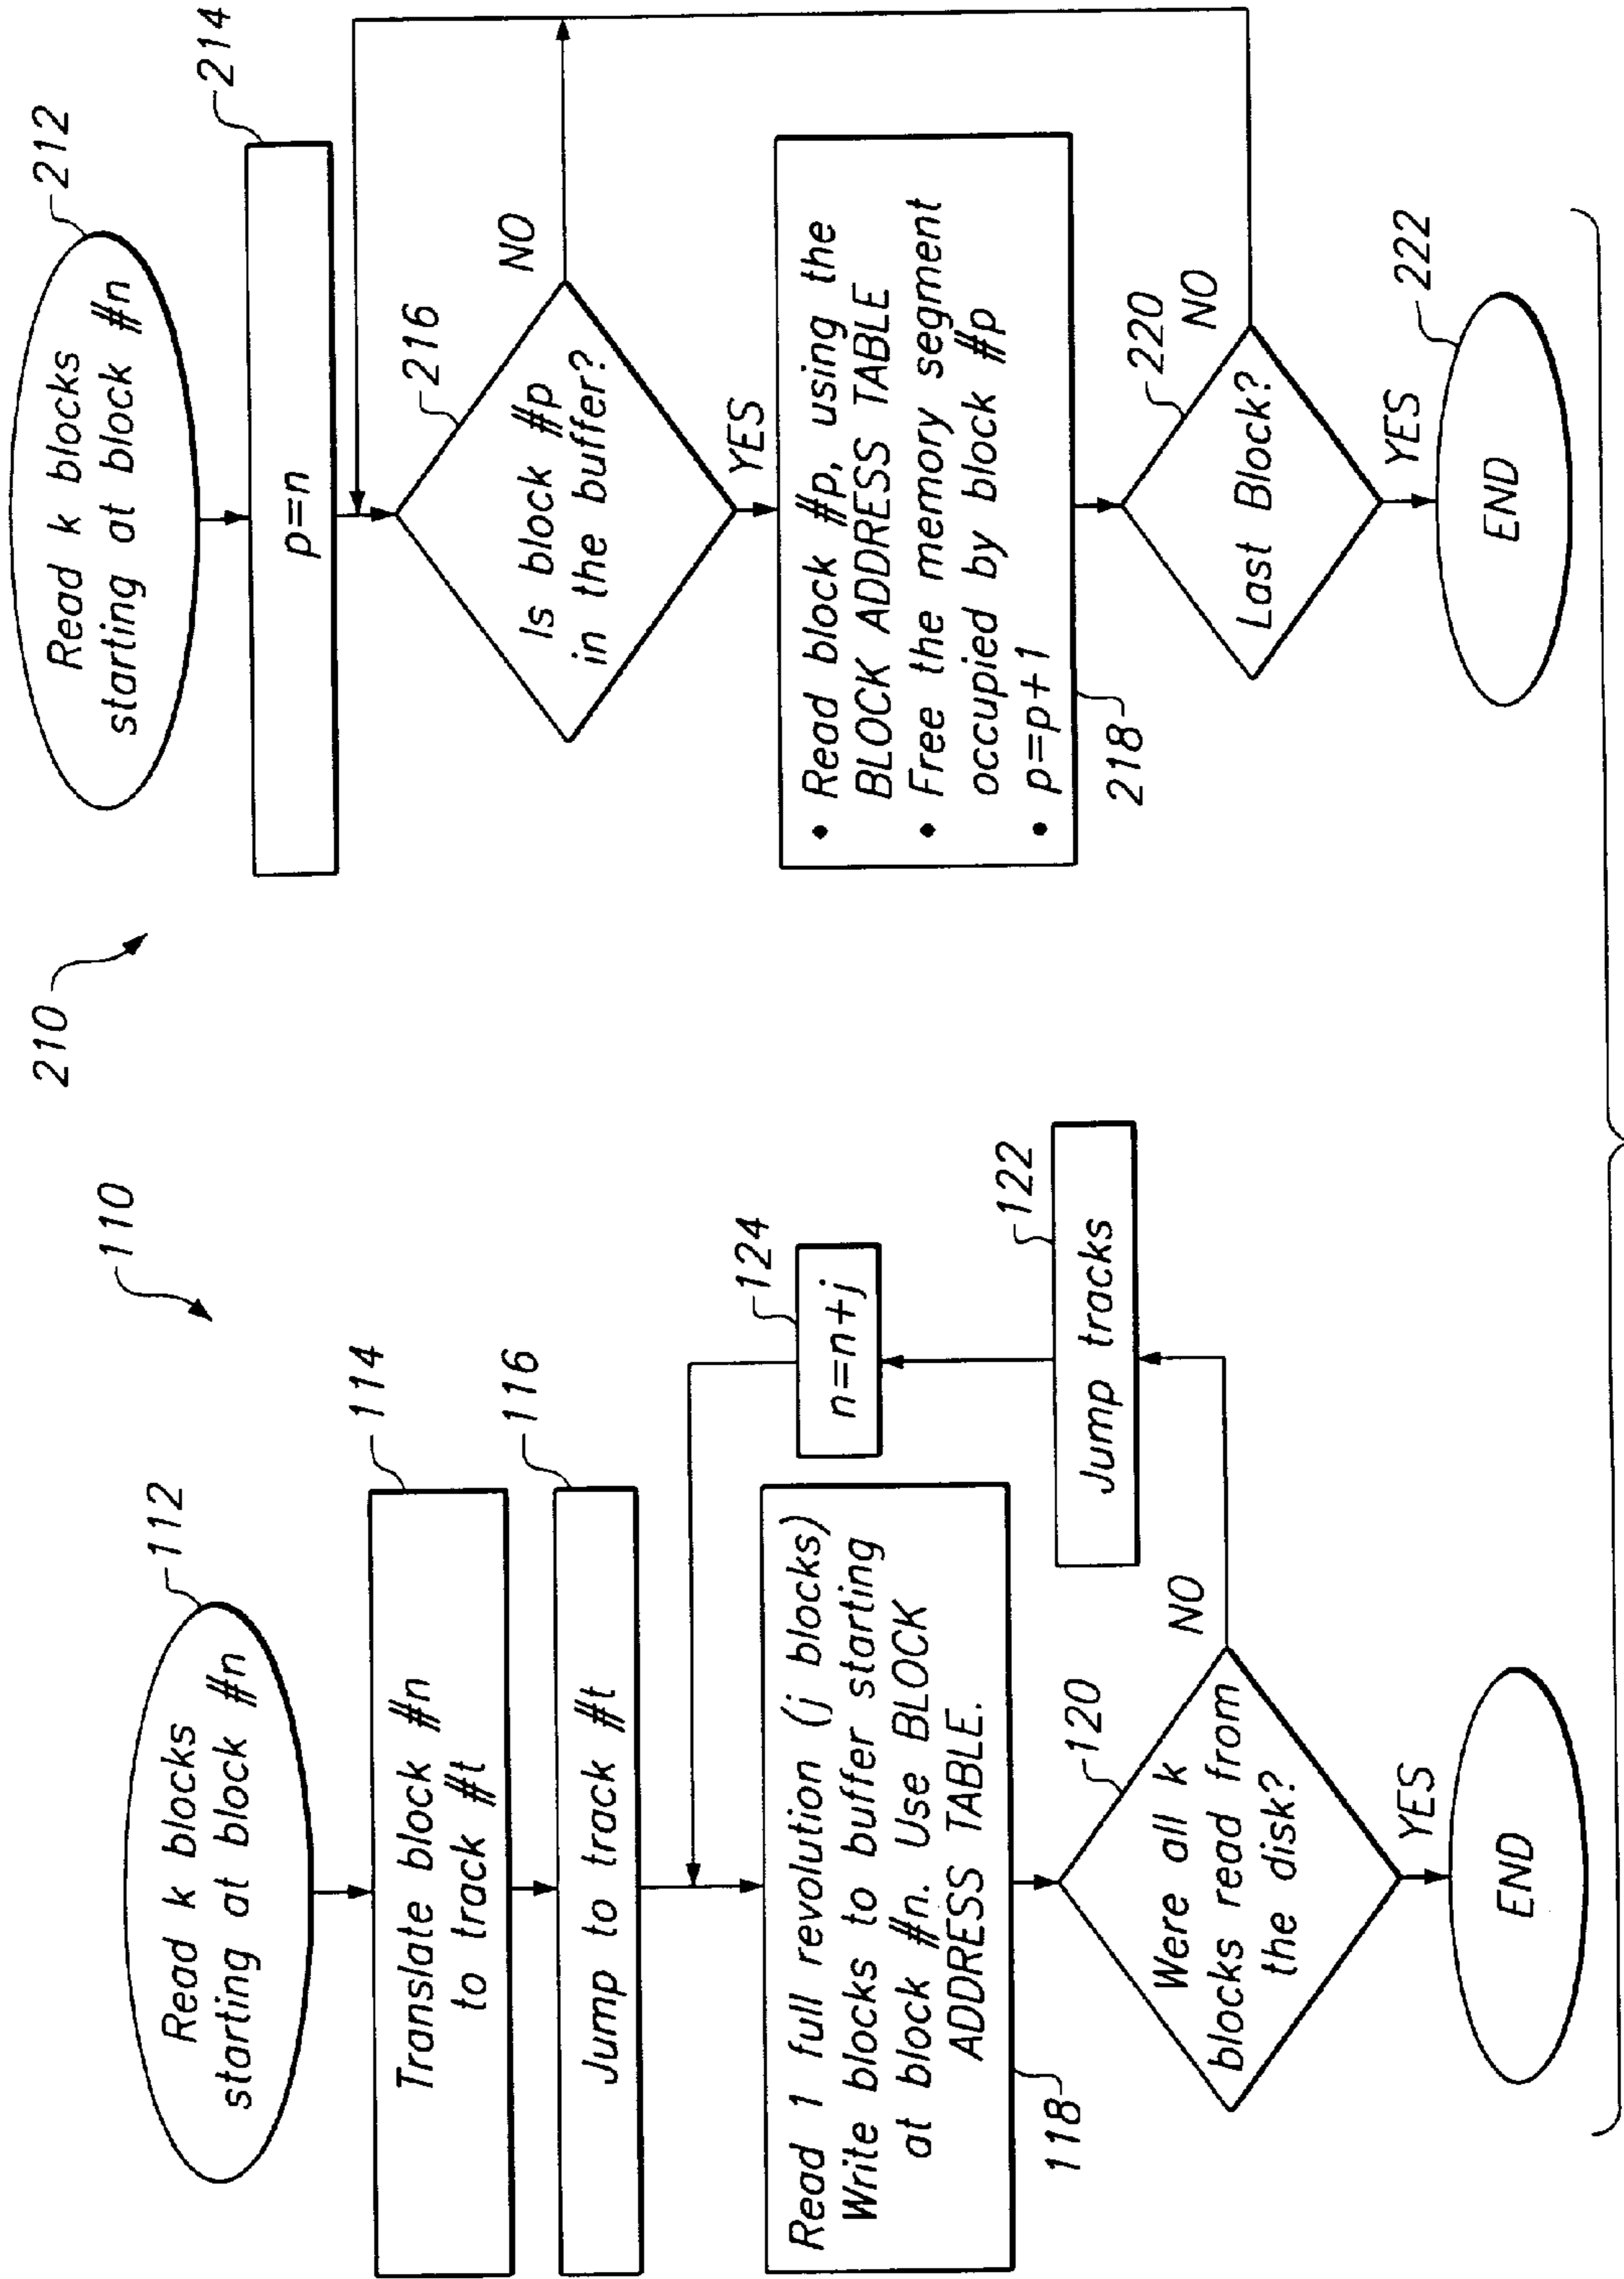 110
112
Read k blocks
starting at block #n
114
Translate block #n
to track #t
116
Jump to track #t
124
n=n+j
Read 1 full revolution (j blocks)
Write blocks to buffer starting
at block #n. Use BLOCK
ADDRESS TABLE.
118
122
Jump tracks
120
NO
Were all k
blocks read from
the disk?
YES
END
210
212
Read k blocks
starting at block #n
214
p=n
216
NO
Is block #p
in the buffer?
YES
• Read block #p, using the
BLOCK ADDRESS TABLE
• Free the memory segment
occupied by block #p
• p=p+1
218
220
NO
Last Block?
YES
222
END